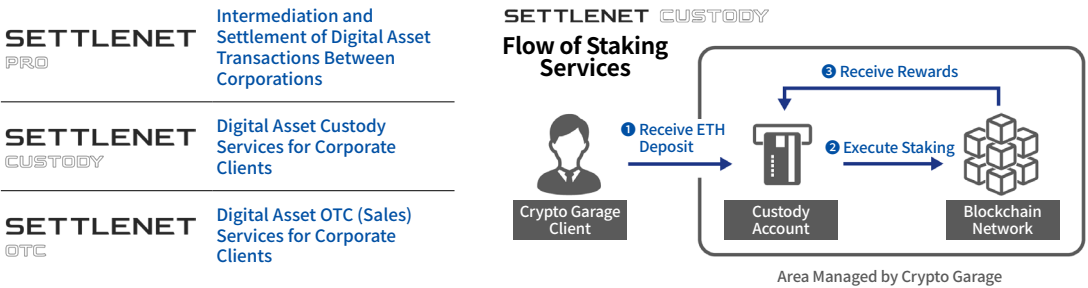 SETTLENET
PRO
Intermediation and
Settlement of Digital Asset
Transactions Between
Corporations
SETTLENET
CUSTODY
Digital Asset Custody
Services for Corporate
Clients
SETTLENET
OTC
Digital Asset OTC (Sales)
Services for Corporate
Clients
SETTLENET CUSTODY
Flow of Staking
Services
❶ Receive ETH
Deposit
❷ Execute Staking
❸ Receive Rewards
Crypto Garage
Client
Custody
Account
Blockchain
Network
Area Managed by Crypto Garage